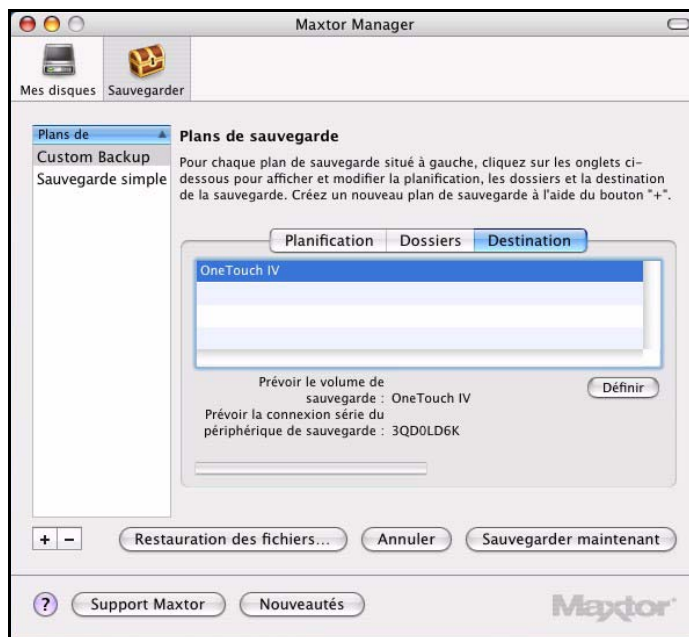 Maxtor Manager
Mes disques
Sauvegarder
Plans de
Custom Backup
Sauvegarde simple
Plans de sauvegarde
Pour chaque plan de sauvegarde situé à gauche, cliquez sur les onglets ci-
dessous pour afficher et modifier la planification, les dossiers et la destination
de la sauvegarde. Créez un nouveau plan de sauvegarde à l'aide du bouton "+".
Planification
Dossiers
Destination
OneTouch IV
Prévoir le volume de
sauvegarde : OneTouch IV
Prévoir la connexion série du
périphérique de sauvegarde : 3QD0LD6K
Définir
+ −
Restauration des fichiers...
Annuler
Sauvegarder maintenant
?
Support Maxtor
Nouveautés
Maxtor